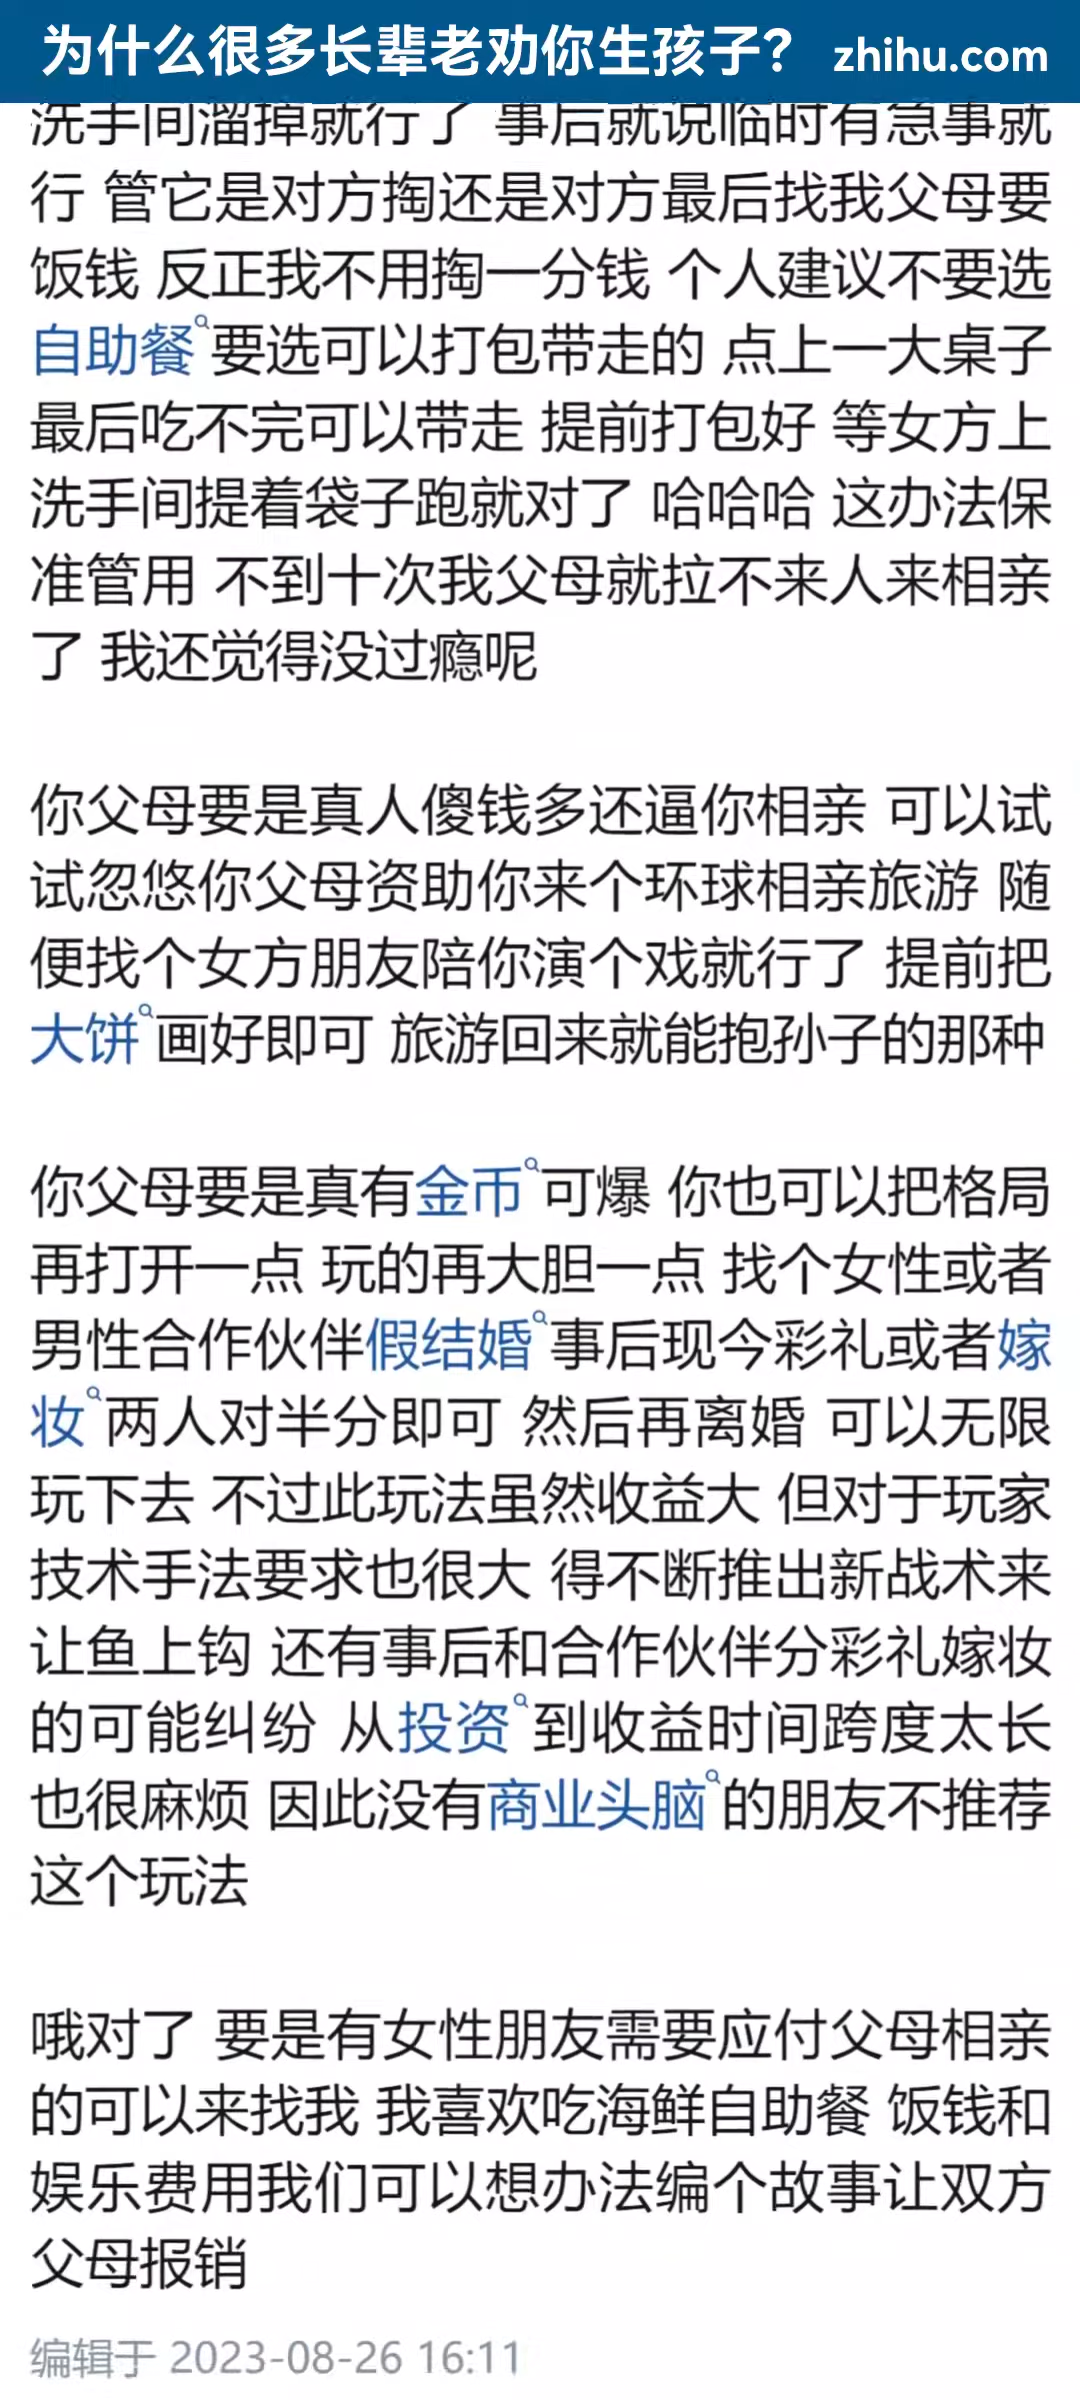 为什么很多长辈老劝你生孩子？ zhihu.com
洗手间溜掉就行了 事后就说临时有急事就
行 管它是对方掏还是对方最后找我父母要
饭钱 反正我不用掏一分钱 个人建议不要选
自助餐要选可以打包带走的 点上一大桌子
最后吃不完可以带走 提前打包好 等女方上
洗手间提着袋子跑就对了 哈哈哈 这办法保
准管用 不到十次我父母就拉不来人来相亲
了 我还觉得没过瘾呢
你父母要是真人傻钱多还逼你相亲 可以试
试忽悠你父母资助你来个环球相亲旅游 随
便找个女方朋友陪你演个戏就行了 提前把
大饼画好即可 旅游回来就能抱孙子的那种
你父母要是真有金币可爆 你也可以把格局
再打开一点 玩的再大胆一点 找个女性或者
男性合作伙伴假结婚事后现今彩礼或者嫁
妆两人对半分即可 然后再离婚 可以无限
玩下去 不过此玩法虽然收益大 但对于玩家
技术手法要求也很大 得不断推出新战术来
让鱼上钩 还有事后和合作伙伴分彩礼嫁妆
的可能纠纷 从投资到收益时间跨度太长
也很麻烦 因此没有商业头脑的朋友不推荐
这个玩法
哦对了 要是有女性朋友需要应付父母相亲
的可以来找我 我喜欢吃海鲜自助餐 饭钱和
娱乐费用我们可以想办法编个故事让双方
父母报销
编辑于 2023-08-26 16:11